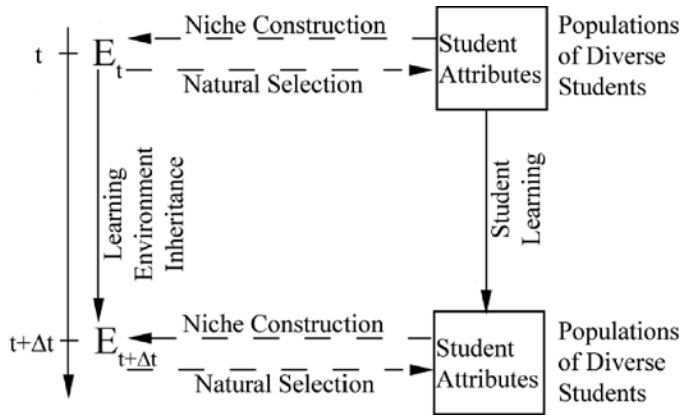 Niche Construction
t
E_t
Natural Selection
Student
Attributes
Populations
of Diverse
Students
Learning
Environment
Inheritance
Student
Learning
Niche Construction
t+Δt
E_{t+Δt}
Natural Selection
Student
Attributes
Populations
of Diverse
Students